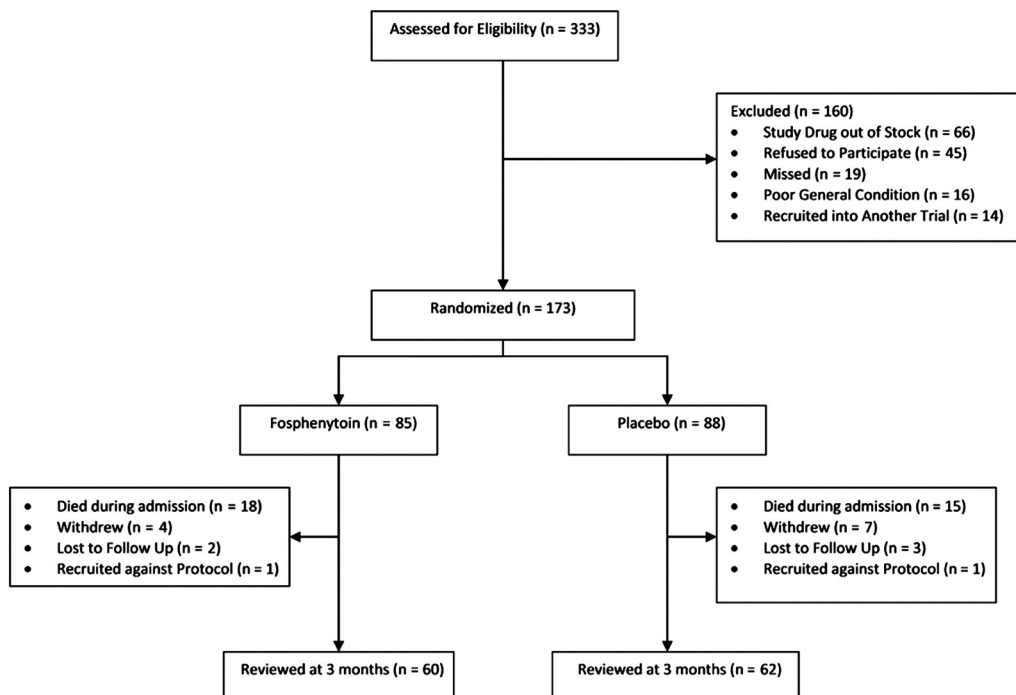 Assessed for Eligibility (n = 333)
Excluded (n = 160)
• Study Drug out of Stock (n = 66)
• Refused to Participate (n = 45)
• Missed (n = 19)
• Poor General Condition (n = 16)
• Recruited into Another Trial (n = 14)
Randomized (n = 173)
Fosphenytoin (n = 85)
Placebo (n = 88)
• Died during admission (n = 18)
• Withdrew (n = 4)
• Lost to Follow Up (n = 2)
• Recruited against Protocol (n = 1)
• Died during admission (n = 15)
• Withdrew (n = 7)
• Lost to Follow Up (n = 3)
• Recruited against Protocol (n = 1)
Reviewed at 3 months (n = 60)
Reviewed at 3 months (n = 62)